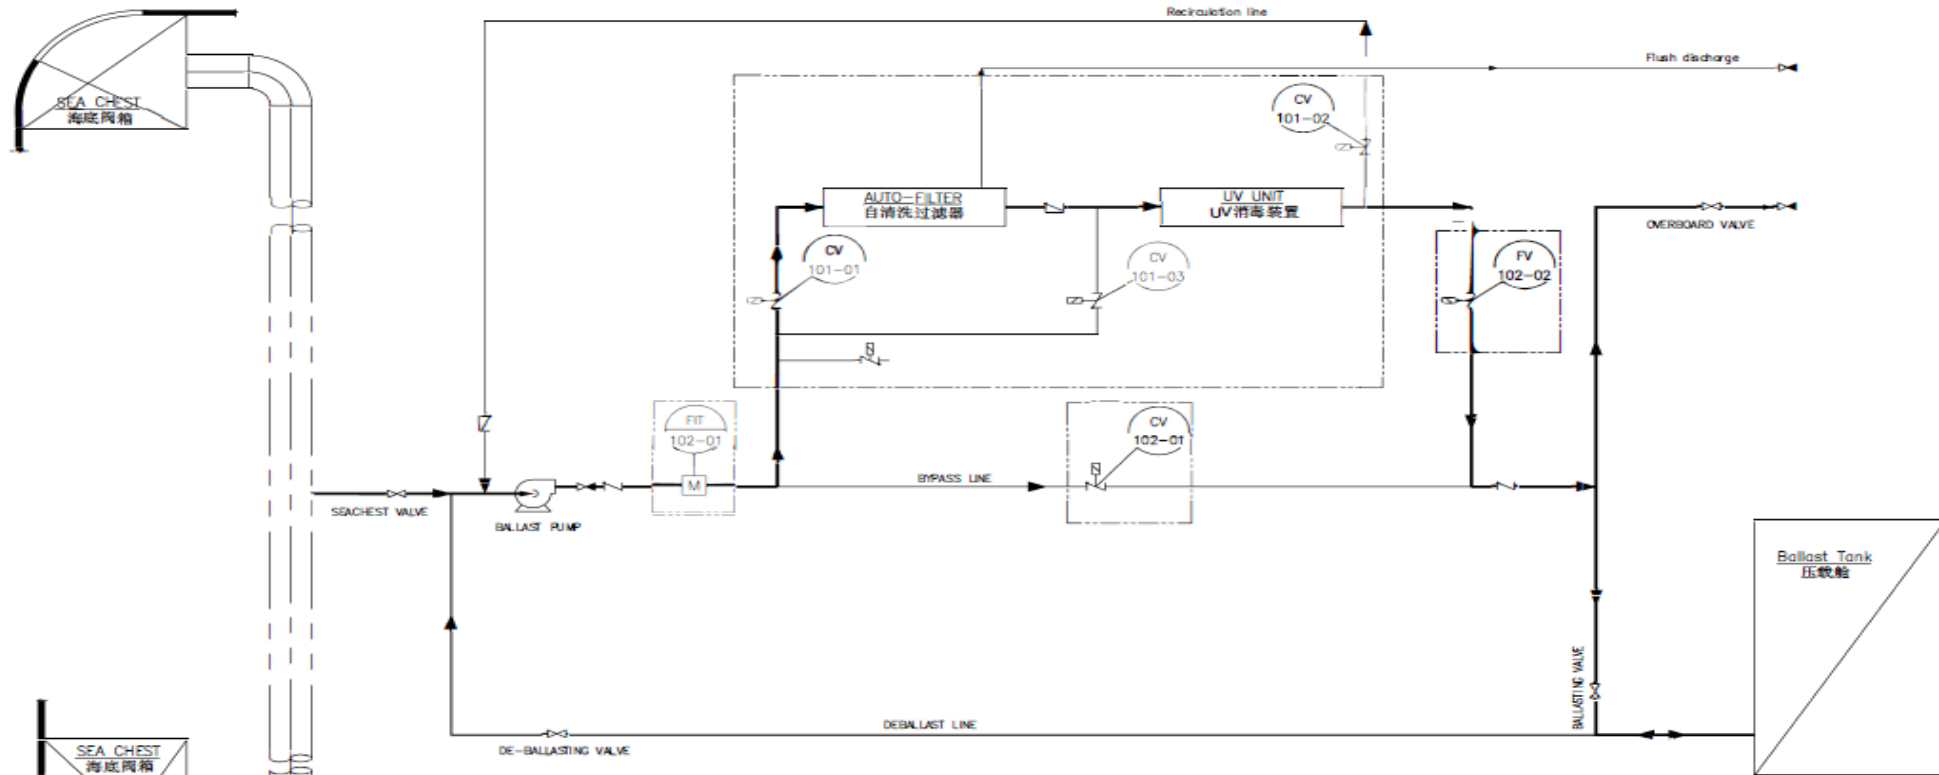 Recirculation line
Flush discharge
SEA CHEST
海底阀箱
CV
101-02
AUTO-FILTER
自清洗过滤器
UV UNIT
UV消毒装置
OVERBOARD VALVE
CV
101-01
CV
101-03
FV
102-02
FIT
102-01
M
CV
102-01
BYPASS LINE
SEACHEST VALVE
BALLAST PUMP
Ballast Tank
压载舱
BALLASTING VALVE
DEBALLAST LINE
DE-BALLASTING VALVE
SEA CHEST
海底阀箱